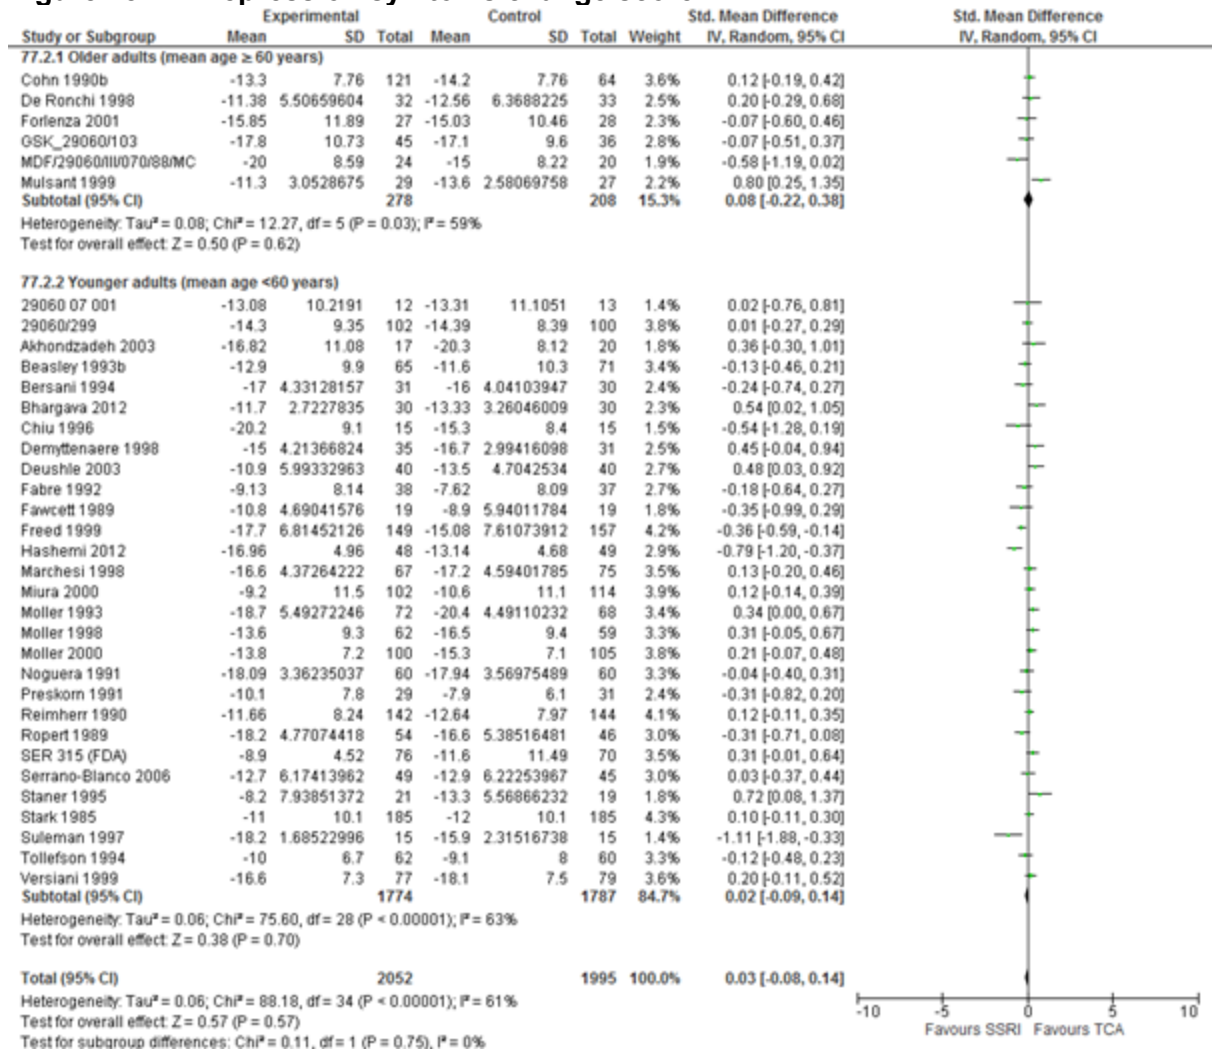 Experimental Control Std. Mean Difference Std. Mean Difference
Study or Subgroup Mean SD Total Mean SD Total Weight IV, Random, 95% CI IV, Random, 95% CI
77.2.1 Older adults (mean age ≥ 60 years)
Cohn 1990b -13.3 7.76 121 -14.2 7.76 64 3.6% 0.12 [-0.19, 0.42]
De Ronchi 1998 -11.38 5.50659604 32 -12.56 6.3688225 33 2.5% 0.20 [-0.29, 0.68]
Forlenza 2001 -15.85 11.89 27 -15.03 10.46 28 2.3% -0.07 [-0.60, 0.46]
GSK_29060/103 -17.8 10.73 45 -17.1 9.6 36 2.8% -0.07 [-0.51, 0.37]
MDF/29060/III/070/88/MC -20 8.59 24 -15 8.22 20 1.9% -0.58 [-1.19, 0.02]
Mulsant 1999 -11.3 3.0528675 29 -13.6 2.58069758 27 2.2% 0.80 [0.25, 1.35]
Subtotal (95% CI) 278 208 15.3% 0.08 [-0.22, 0.38]
Heterogeneity: Tau² = 0.08; Chi² = 12.27, df = 5 (P = 0.03); I² = 59%
Test for overall effect: Z = 0.50 (P = 0.62)
77.2.2 Younger adults (mean age <60 years)
29060 07 001 -13.08 10.2191 12 -13.31 11.1051 13 1.4% 0.02 [-0.76, 0.81]
29060/299 -14.3 9.35 102 -14.39 8.39 100 3.8% 0.01 [-0.27, 0.29]
Akhondzadeh 2003 -16.82 11.08 17 -20.3 8.12 20 1.8% 0.36 [-0.30, 1.01]
Beasley 1993b -12.9 9.9 65 -11.6 10.3 71 3.4% -0.13 [-0.46, 0.21]
Bersani 1994 -17 4.33128157 31 -16 4.04103947 30 2.4% -0.24 [-0.74, 0.27]
Bhargava 2012 -11.7 2.7227835 30 -13.33 3.26046009 30 2.3% 0.54 [0.02, 1.05]
Chiu 1996 -20.2 9.1 15 -15.3 8.4 15 1.5% -0.54 [-1.28, 0.19]
Demyttenaere 1998 -15 4.21366824 35 -16.7 2.99416098 31 2.5% 0.45 [-0.04, 0.94]
Deushle 2003 -10.9 5.99332963 40 -13.5 4.7042534 40 2.7% 0.48 [0.03, 0.92]
Fabre 1992 -9.13 8.14 38 -7.62 8.09 37 2.7% -0.18 [-0.64, 0.27]
Fawcett 1989 -10.8 4.69041576 19 -8.9 5.94011784 19 1.8% -0.35 [-0.99, 0.29]
Freed 1999 -17.7 6.81452126 149 -15.08 7.61073912 157 4.2% -0.36 [-0.59, -0.14]
Hashemi 2012 -16.96 4.96 48 -13.14 4.68 49 2.9% -0.79 [-1.20, -0.37]
Marchesi 1998 -16.6 4.37264222 67 -17.2 4.59401785 75 3.5% 0.13 [-0.20, 0.46]
Miura 2000 -9.2 11.5 102 -10.6 11.1 114 3.9% 0.12 [-0.14, 0.39]
Moller 1993 -18.7 5.49272246 72 -20.4 4.49110232 68 3.4% 0.34 [0.00, 0.67]
Moller 1998 -13.6 9.3 62 -16.5 9.4 59 3.3% 0.31 [-0.05, 0.67]
Moller 2000 -13.8 7.2 100 -15.3 7.1 105 3.8% 0.21 [-0.07, 0.48]
Noguera 1991 -18.09 3.36235037 60 -17.94 3.56975489 60 3.3% -0.04 [-0.40, 0.31]
Preskorn 1991 -10.1 7.8 29 -7.9 6.1 31 2.4% -0.31 [-0.82, 0.20]
Reimherr 1990 -11.66 8.24 142 -12.64 7.97 144 4.1% 0.12 [-0.11, 0.35]
Ropert 1989 -18.2 4.77074418 54 -16.6 5.38516481 46 3.0% -0.31 [-0.71, 0.08]
SER 315 (FDA) -8.9 4.52 76 -11.6 11.49 70 3.5% 0.31 [-0.01, 0.64]
Serrano-Blanco 2006 -12.7 6.17413962 49 -12.9 6.22253967 45 3.0% 0.03 [-0.37, 0.44]
Staner 1995 -8.2 7.93851372 21 -13.3 5.56866232 19 1.8% 0.72 [0.08, 1.37]
Stark 1985 -11 10.1 185 -12 10.1 185 4.3% 0.10 [-0.11, 0.30]
Suleman 1997 -18.2 1.68522996 15 -15.9 2.31516738 15 1.4% -1.11 [-1.88, -0.33]
Tollefson 1994 -10 6.7 62 -9.1 8 60 3.3% -0.12 [-0.48, 0.23]
Versiani 1999 -16.6 7.3 77 -18.1 7.5 79 3.6% 0.20 [-0.11, 0.52]
Subtotal (95% CI) 1774 1787 84.7% 0.02 [-0.09, 0.14]
Heterogeneity: Tau² = 0.06; Chi² = 75.60, df = 28 (P < 0.00001); I² = 63%
Test for overall effect: Z = 0.38 (P = 0.70)
Total (95% CI) 2052 1995 100.0% 0.03 [-0.08, 0.14]
Heterogeneity: Tau² = 0.06; Chi² = 88.18, df = 34 (P < 0.00001); I² = 61%
Test for overall effect: Z = 0.57 (P = 0.57)
Test for subgroup differences: Chi² = 0.11, df = 1 (P = 0.75), I² = 0%
-10 -5 0 5 10
Favours SSRI Favours TCA